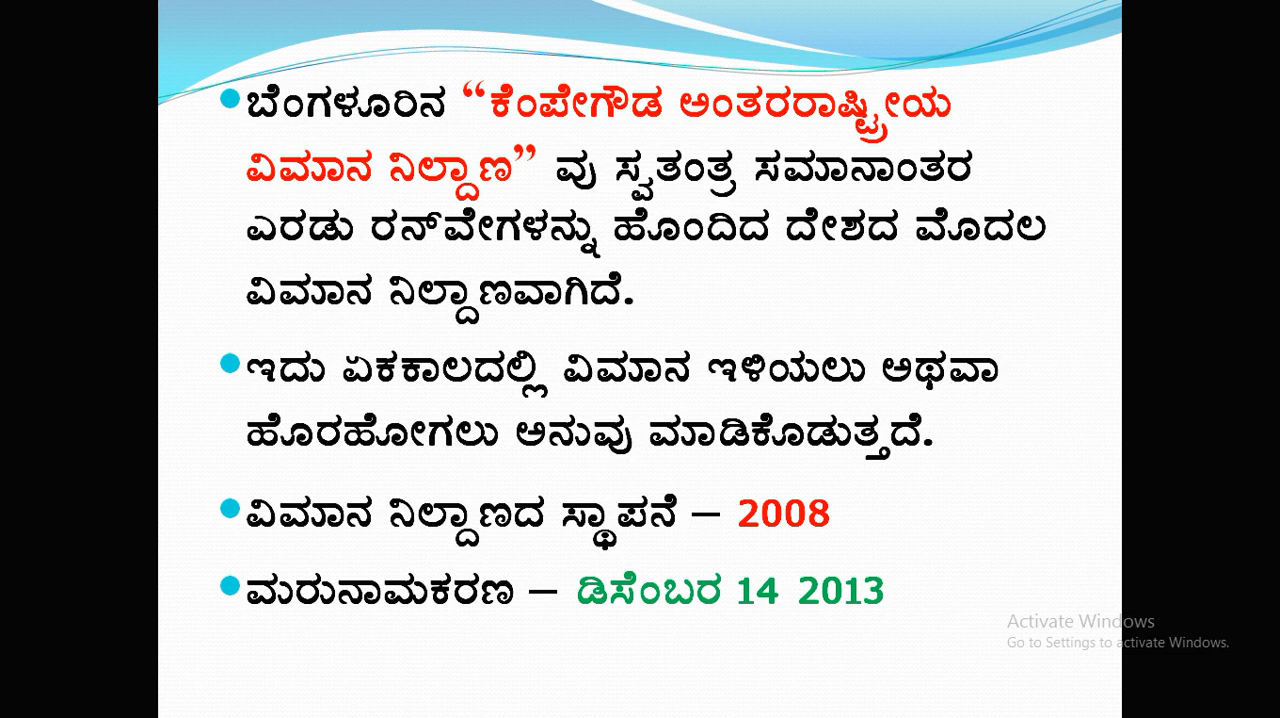 ಬೆಂಗಳೂರಿನ “ಕೆಂಪೇಗೌಡ ಅಂತರರಾಷ್ಟ್ರೀಯ
ವಿಮಾನ ನಿಲ್ದಾಣ” ವು ಸ್ವತಂತ್ರ ಸಮಾನಾಂತರ
ಎರಡು ರನ್‌ವೇಗಳನ್ನು ಹೊಂದಿದ ದೇಶದ ಮೊದಲ
ವಿಮಾನ ನಿಲ್ದಾಣವಾಗಿದೆ.
ಇದು ಏಕಕಾಲದಲ್ಲಿ ವಿಮಾನ ಇಳಿಯಲು ಅಥವಾ
ಹೊರಹೋಗಲು ಅನುವು ಮಾಡಿಕೊಡುತ್ತದೆ.
ವಿಮಾನ ನಿಲ್ದಾಣದ ಸ್ಥಾಪನೆ – 2008
ಮರುನಾಮಕರಣ – ಡಿಸೆಂಬರ 14 2013
Activate Windows
Go to Settings to activate Windows.